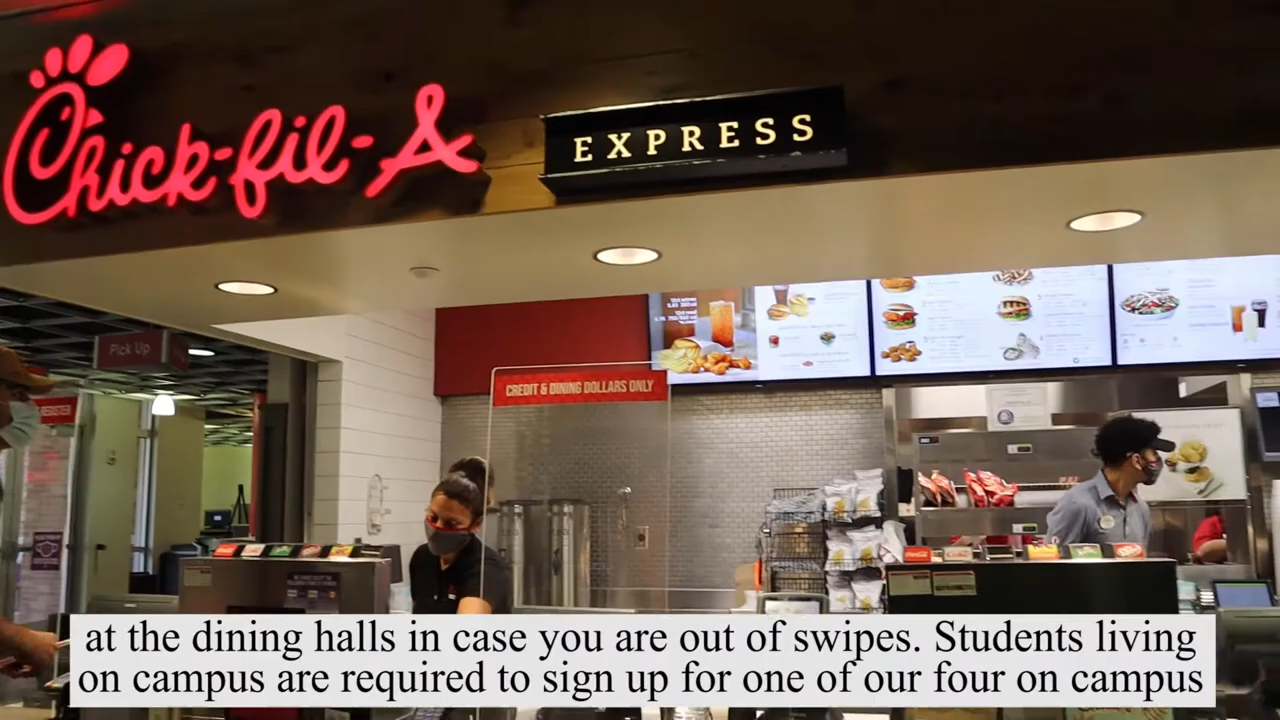 Chick-fil-A
EXPRESS
Pick Up
CREDIT & DINING DOLLARS ONLY
at the dining halls in case you are out of swipes. Students living
on campus are required to sign up for one of our four on campus